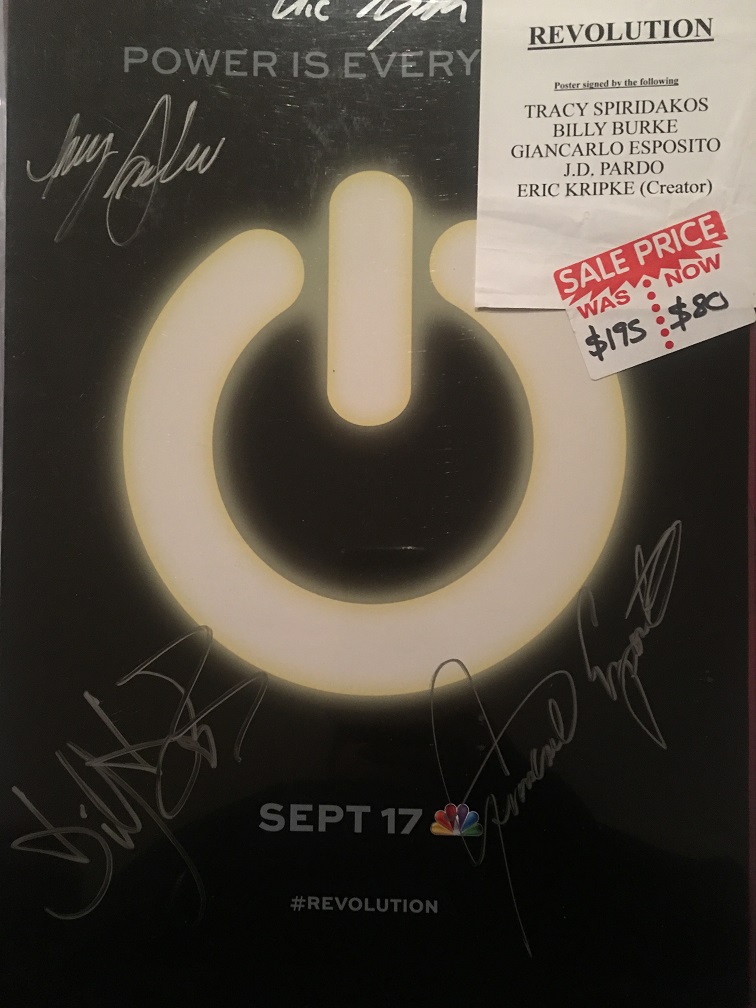 POWER IS EVERY
REVOLUTION
Poster signed by the following
TRACY SPIRIDAKOS
BILLY BURKE
GIANCARLO ESPOSITO
J.D. PARDO
ERIC KRIPKE (Creator)
SALE PRICE
WAS NOW
$195 $80
SEPT 17
#REVOLUTION